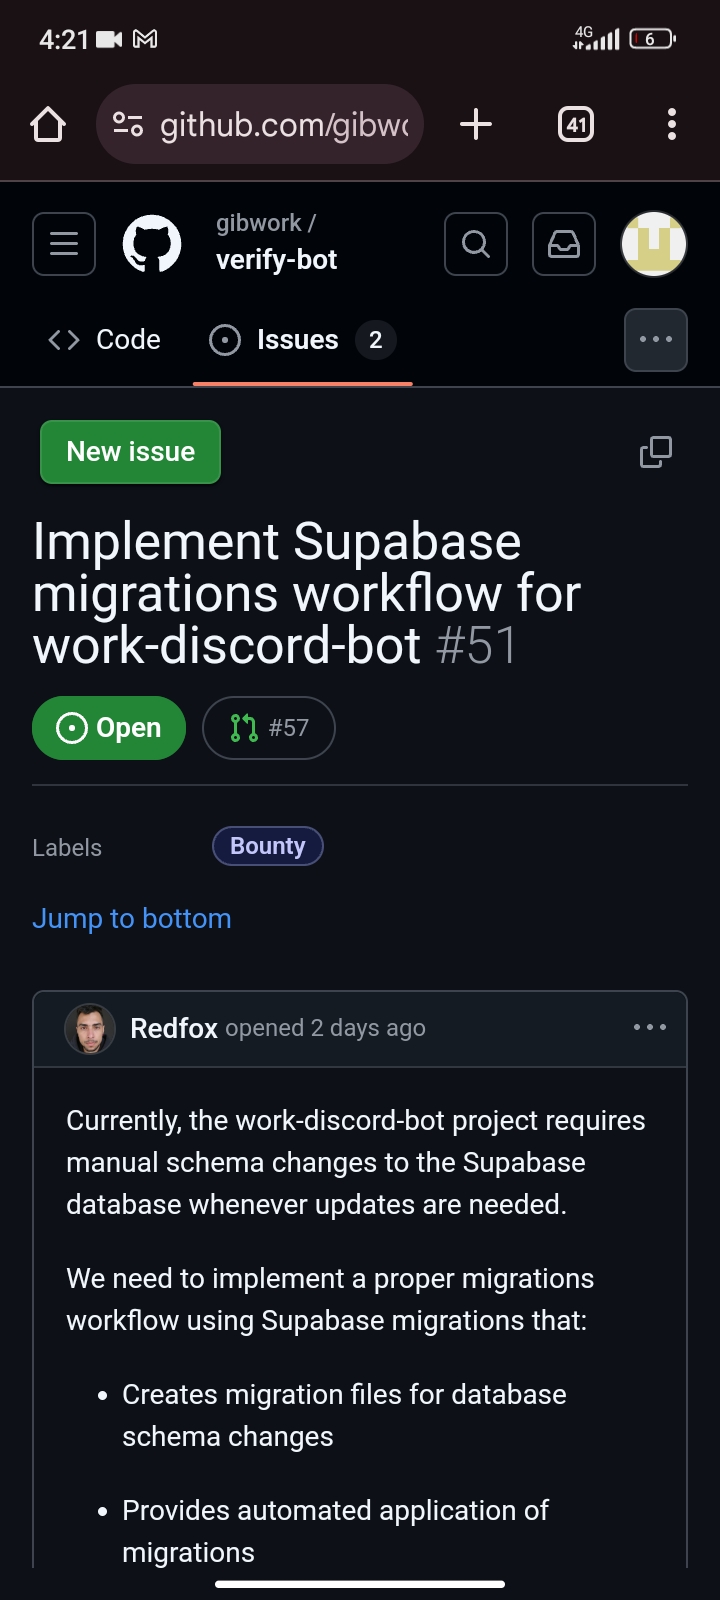 4:21
4G
6
github.com/gibwo
41
gibwork /
verify-bot
Code
Issues 2
New issue
Implement Supabase
migrations workflow for
work-discord-bot #51
Open
#57
Labels
Bounty
Jump to bottom
Redfox opened 2 days ago
Currently, the work-discord-bot project requires
manual schema changes to the Supabase
database whenever updates are needed.
We need to implement a proper migrations
workflow using Supabase migrations that:
• Creates migration files for database
schema changes
• Provides automated application of
migrations